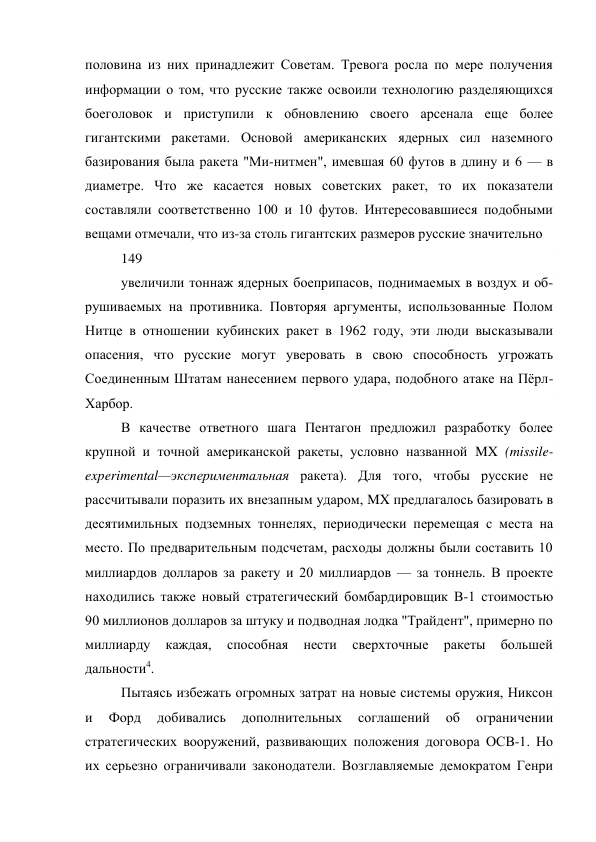 половина из них принадлежит Советам. Тревога росла по мере получения
информации о том, что русские также освоили технологию разделяющихся
боеголовок и приступили к обновлению своего арсенала еще более
гигантскими ракетами. Основой американских ядерных сил наземного
базирования была ракета "Ми-нитмен", имевшая 60 футов в длину и 6 — в
диаметре. Что же касается новых советских ракет, то их показатели
составляли соответственно 100 и 10 футов. Интересовавшиеся подобными
вещами отмечали, что из-за столь гигантских размеров русские значительно
149
увеличили тоннаж ядерных боеприпасов, поднимаемых в воздух и об-
рушиваемых на противника. Повторяя аргументы, использованные Полом
Нитце в отношении кубинских ракет в 1962 году, эти люди высказывали
опасения, что русские могут уверовать в свою способность угрожать
Соединенным Штатам нанесением первого удара, подобного атаке на Пёрл-
Харбор.
В качестве ответного шага Пентагон предложил разработку более
крупной и точной американской ракеты, условно названной МХ (missile-
experimental—экспериментальная ракета). Для того, чтобы русские не
рассчитывали поразить их внезапным ударом, МХ предлагалось базировать в
десятимильных подземных тоннелях, периодически перемещая с места на
место. По предварительным подсчетам, расходы должны были составить 10
миллиардов долларов за ракету и 20 миллиардов — за тоннель. В проекте
находились также новый стратегический бомбардировщик В-1 стоимостью
90 миллионов долларов за штуку и подводная лодка "Трайдент", примерно по
миллиарду каждая, способная нести сверхточные ракеты большей
дальности⁴.
Пытаясь избежать огромных затрат на новые системы оружия, Никсон
и Форд добивались дополнительных соглашений об ограничении
стратегических вооружений, развивающих положения договора ОСВ-1. Но
их серьезно ограничивали законодатели. Возглавляемые демократом Генри